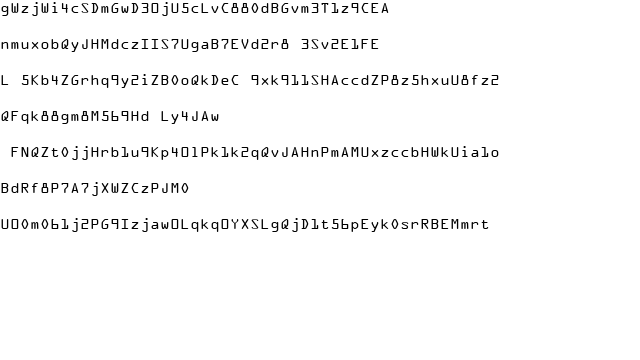 gWzjWi4cSDmGwD3OjU5cLvC880dBGvm3T1z9CEA
nmuxobQyJHMdczIIS7UgaB7EVd2r8 3Sv2E1FE
L 5Kb4ZGrhq9y2iZB0oQkDeC 9xk911SHAccdZP8z5hxuU8fz2
QFqk88gm8M569Hd Ly4JAw
FNQZt0jjHrb1u9Kp4O1Pk1k2qQvJAHnPmAMUxzccbHWkUia1o
BdRf8P7A7jXWZCzPJM0
UO0m061j2PG9IzjawOLqkqOYXSLgQjD1t56pEyk0srRBEMmrt